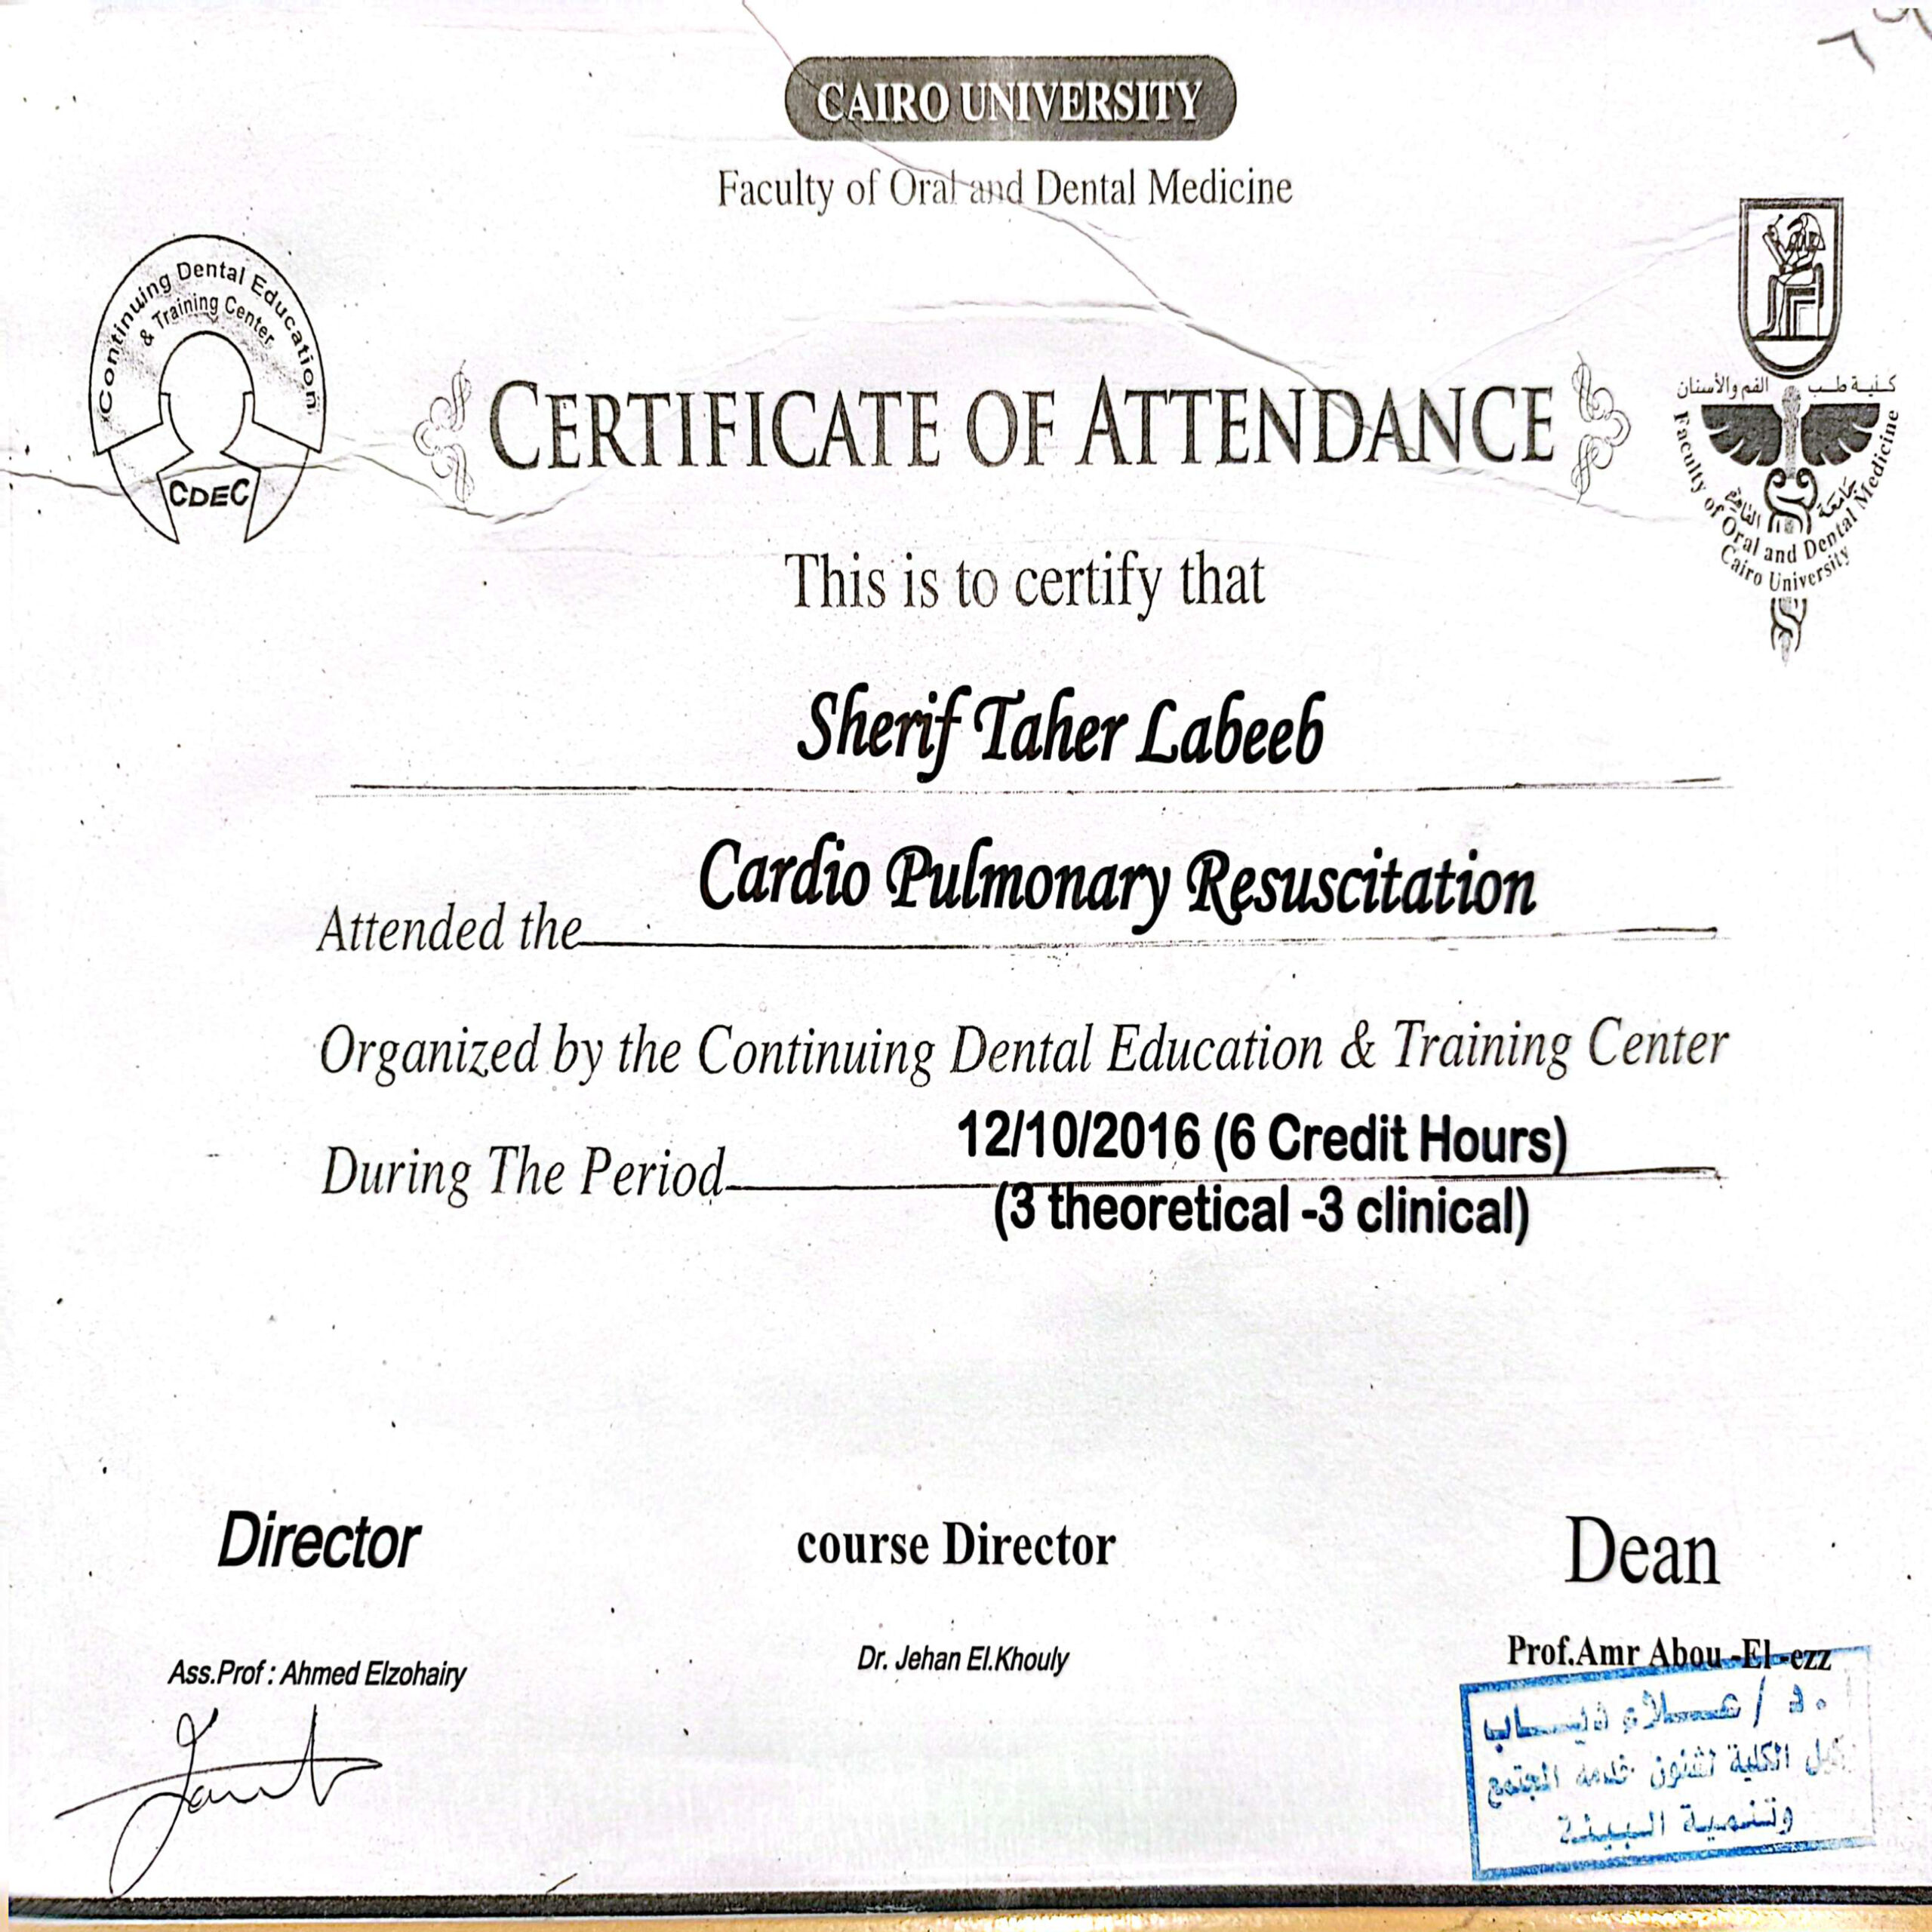 CAIRO UNIVERSITY
Faculty of Oral and Dental Medicine
Continuing Dental Education
& Training Center
CDEC
كلية طب الفم والأسنان
جامعة القاهرة
Faculty of Oral and Dental Medicine
Cairo University
CERTIFICATE OF ATTENDANCE
This is to certify that
Sherif Taher Labeeb
Attended the Cardio Pulmonary Resuscitation
Organized by the Continuing Dental Education & Training Center
During The Period 12/10/2016 (6 Credit Hours)
(3 theoretical -3 clinical)
Director
course Director
Dean
Ass.Prof : Ahmed Elzohairy
Dr. Jehan El.Khouly
Prof.Amr Abou -El -ezz
الكلية لشئون خدمة المجتمع
وتنمية البيئة